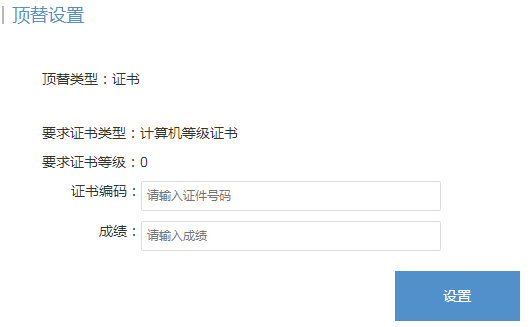 顶替设置
顶替类型：证书
要求证书类型：计算机等级证书
要求证书等级：0
证书编码：请输入证件号码
成绩：请输入成绩
设置